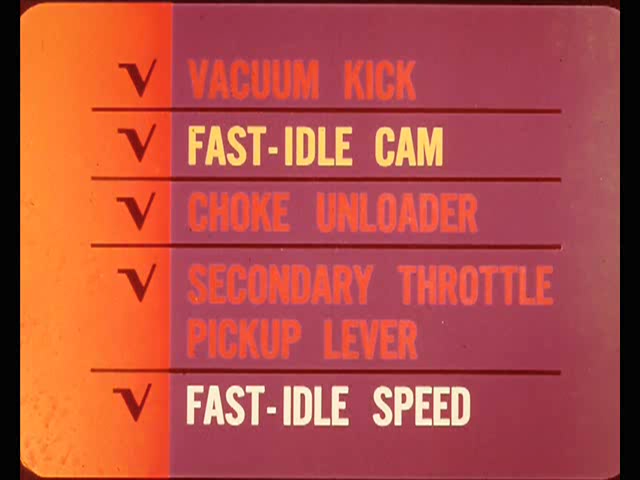 √ VACUUM KICK
√ FAST-IDLE CAM
√ CHOKE UNLOADER
√ SECONDARY THROTTLE
PICKUP LEVER
√ FAST-IDLE SPEED